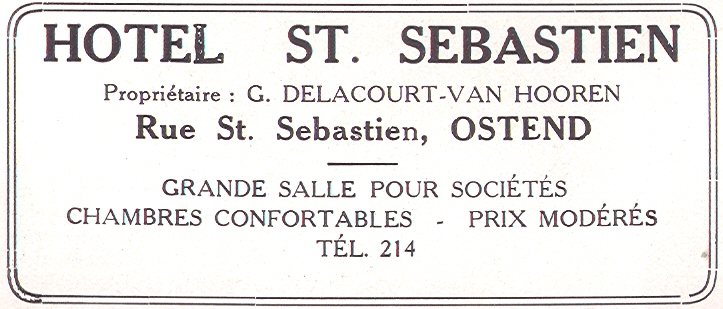 HOTEL ST. SEBASTIEN
Propriétaire : G. DELACOURT-VAN HOOREN
Rue St. Sebastien, OSTEND
GRANDE SALLE POUR SOCIÉTÉS
CHAMBRES CONFORTABLES - PRIX MODÉRÉS
TÉL. 214